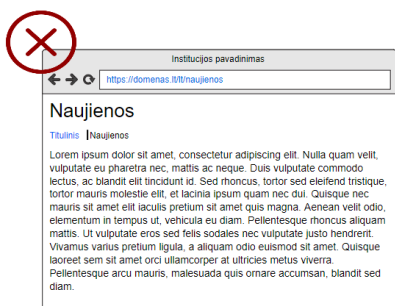 Institucijos pavadinimas
https://domenas.lt/lt/naujienos
Naujienos
Titulinis Naujienos
Lorem ipsum dolor sit amet, consectetur adipiscing elit. Nulla quam velit,
vulputate eu pharetra nec, mattis ac neque. Duis vulputate commodo
lectus, ac blandit elit tincidunt id. Sed rhoncus, tortor sed eleifend tristique,
tortor mauris molestie elit, et lacinia ipsum quam nec dui. Quisque nec
mauris sit amet elit iaculis pretium sit amet quis magna. Aenean velit odio,
elementum in tempus ut, vehicula eu diam. Pellentesque rhoncus aliquam
mattis. Ut vulputate eros sed felis sodales nec vulputate justo hendrerit.
Vivamus varius pretium ligula, a aliquam odio euismod sit amet. Quisque
laoreet sem sit amet orci ullamcorper at ultricies metus viverra.
Pellentesque arcu mauris, malesuada quis ornare accumsan, blandit sed
diam.